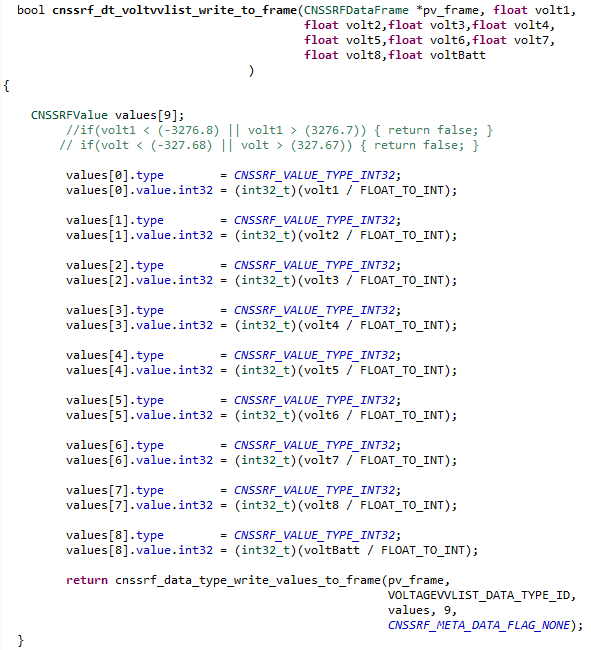 bool cnssrf_dt_voltvvlist_write_to_frame(CNSSRFDataFrame *pv_frame, float volt1,
float volt2,float volt3,float volt4,
float volt5,float volt6,float volt7,
float volt8,float voltBatt
)
{
CNSSRFValue values[9];
//if(volt1 < (-3276.8) || volt1 > (3276.7)) { return false; }
// if(volt < (-327.68) || volt > (327.67)) { return false; }
values[0].type = CNSSRF_VALUE_TYPE_INT32;
values[0].value.int32 = (int32_t)(volt1 / FLOAT_TO_INT);
values[1].type = CNSSRF_VALUE_TYPE_INT32;
values[1].value.int32 = (int32_t)(volt2 / FLOAT_TO_INT);
values[2].type = CNSSRF_VALUE_TYPE_INT32;
values[2].value.int32 = (int32_t)(volt3 / FLOAT_TO_INT);
values[3].type = CNSSRF_VALUE_TYPE_INT32;
values[3].value.int32 = (int32_t)(volt4 / FLOAT_TO_INT);
values[4].type = CNSSRF_VALUE_TYPE_INT32;
values[4].value.int32 = (int32_t)(volt5 / FLOAT_TO_INT);
values[5].type = CNSSRF_VALUE_TYPE_INT32;
values[5].value.int32 = (int32_t)(volt6 / FLOAT_TO_INT);
values[6].type = CNSSRF_VALUE_TYPE_INT32;
values[6].value.int32 = (int32_t)(volt7 / FLOAT_TO_INT);
values[7].type = CNSSRF_VALUE_TYPE_INT32;
values[7].value.int32 = (int32_t)(volt8 / FLOAT_TO_INT);
values[8].type = CNSSRF_VALUE_TYPE_INT32;
values[8].value.int32 = (int32_t)(voltBatt / FLOAT_TO_INT);
return cnssrf_data_type_write_values_to_frame(pv_frame,
VOLTAGEVVLIST_DATA_TYPE_ID,
values, 9,
CNSSRF_META_DATA_FLAG_NONE);
}